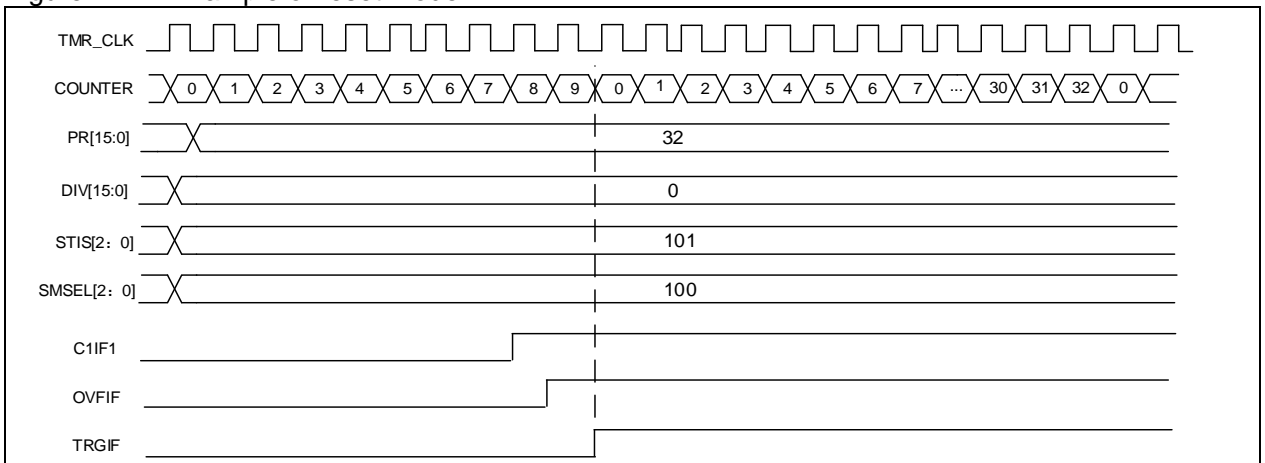 TMR_CLK
COUNTER 0 1 2 3 4 5 6 7 8 9 0 1 2 3 4 5 6 7 ... 30 31 32 0
PR[15:0] 32
DIV[15:0] 0
STIS[2：0] 101
SMSEL[2：0] 100
C1IF1
OVFIF
TRGIF